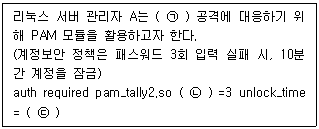 리눅스 서버 관리자 A는 ( ㉠ ) 공격에 대응하기 위
해 PAM 모듈을 활용하고자 한다.
(계정보안 정책은 패스워드 3회 입력 실패 시, 10분
간 계정을 잠금)
auth required pam_tally2.so ( ㉡ ) =3 unlock_time
= ( ㉢ )